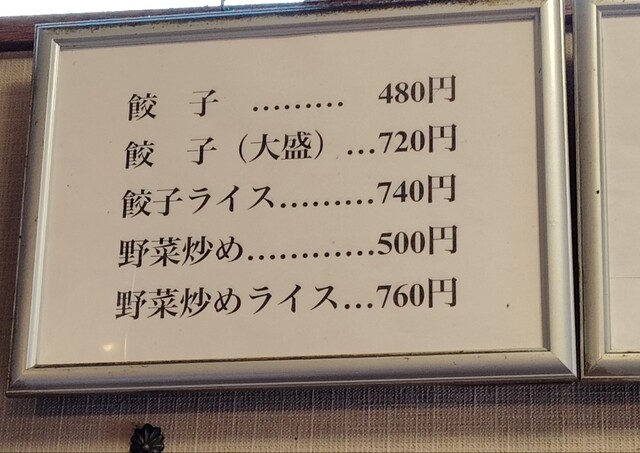 餃 子 ……… 480円
餃 子（大盛）…720円
餃子ライス………740円
野菜炒め…………500円
野菜炒めライス…760円